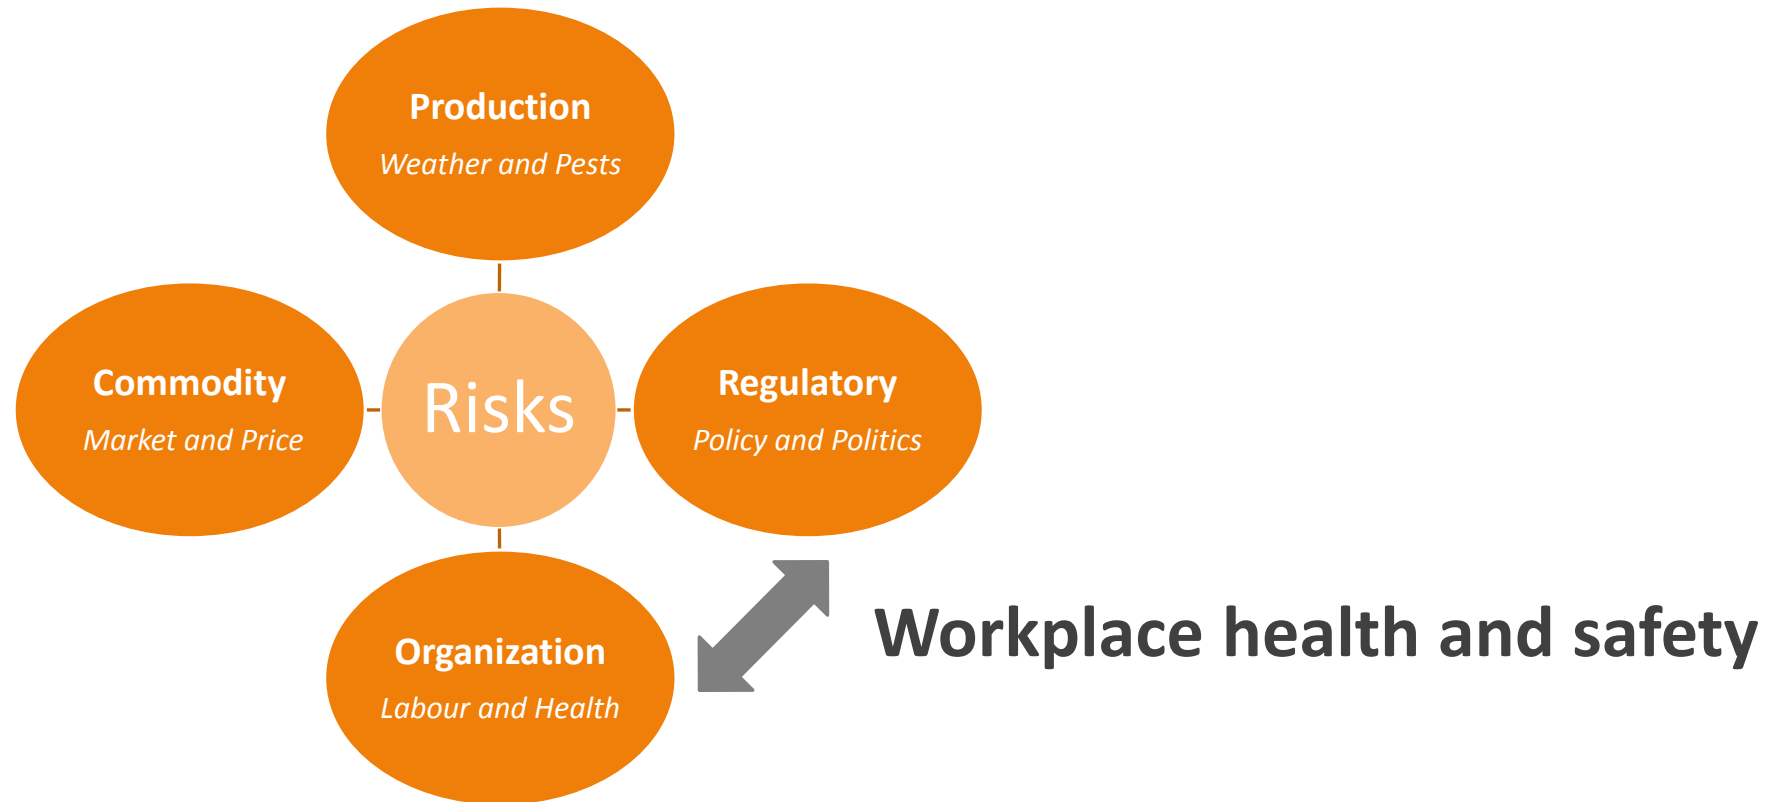 Production
Weather and Pests
Commodity
Market and Price
Risks
Regulatory
Policy and Politics
Organization
Labour and Health
Workplace health and safety